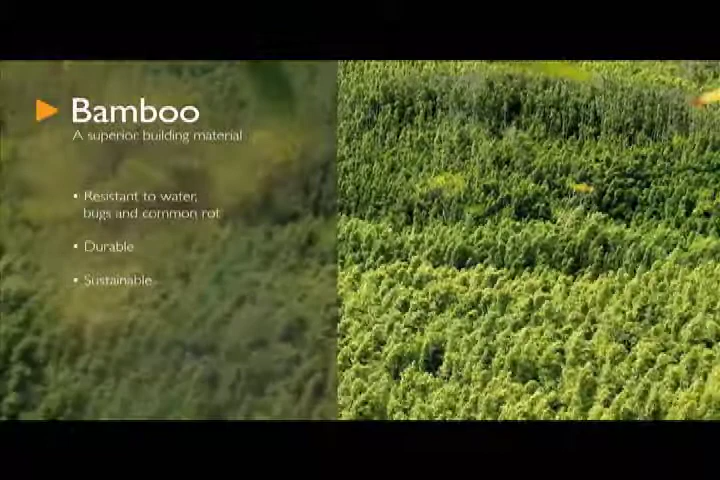 Bamboo
A superior building material
• Resistant to water,
bugs and common rot
• Durable
• Sustainable